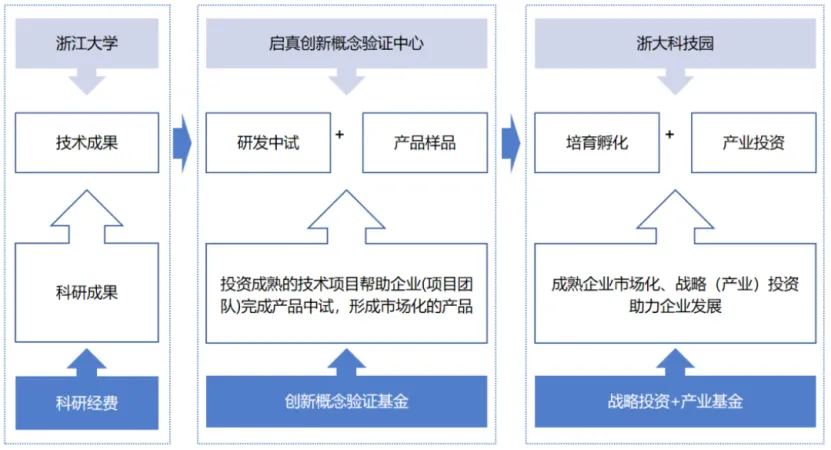 浙江大学
技术成果
科研成果
科研经费
启真创新概念验证中心
研发中试
+
产品样品
投资成熟的技术项目帮助企业(项目团
队)完成产品中试，形成市场化的产品
创新概念验证基金
浙大科技园
培育孵化
+
产业投资
成熟企业市场化、战略（产业）投资
助力企业发展
战略投资+产业基金